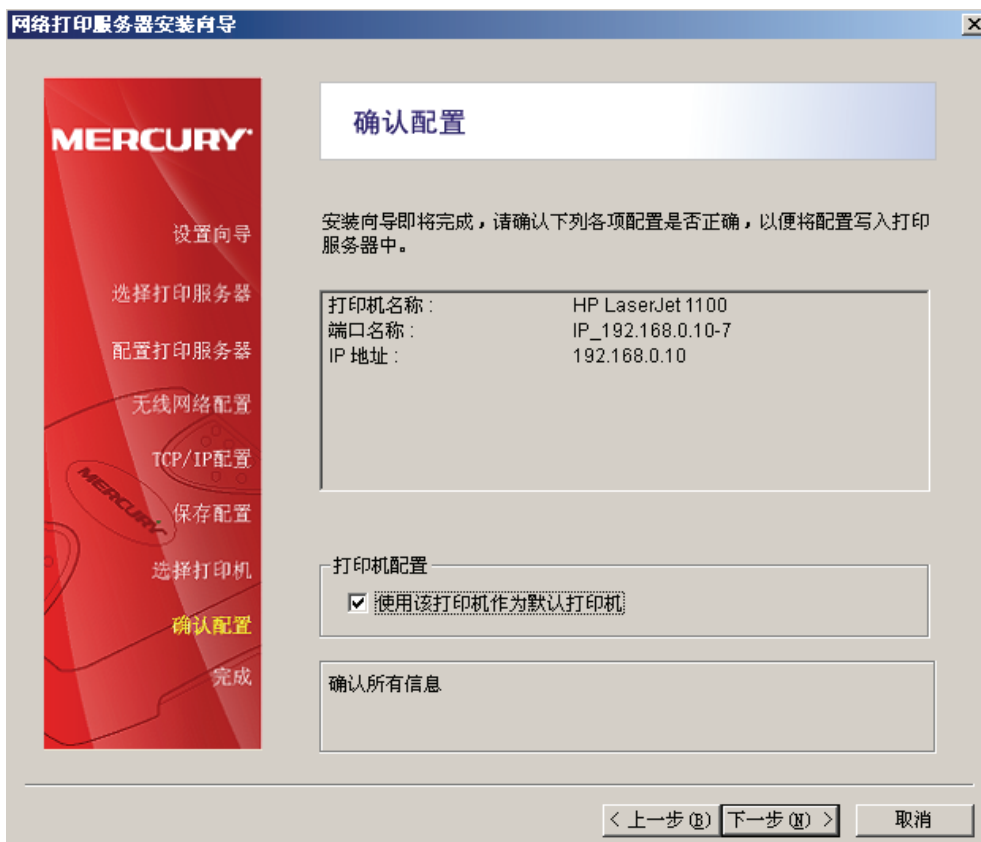 网络打印服务器安装向导
MERCURY
设置向导
选择打印服务器
配置打印服务器
无线网络配置
TCP/IP配置
MERCURY
保存配置
选择打印机
确认配置
完成
确认配置
安装向导即将完成，请确认下列各项配置是否正确，以便将配置写入打印
服务器中。
打印机名称： HP LaserJet 1100
端口名称： IP_192.168.0.10-7
IP 地址： 192.168.0.10
打印机配置
使用该打印机作为默认打印机
确认所有信息
< 上一步(B) 下一步(N) > 取消